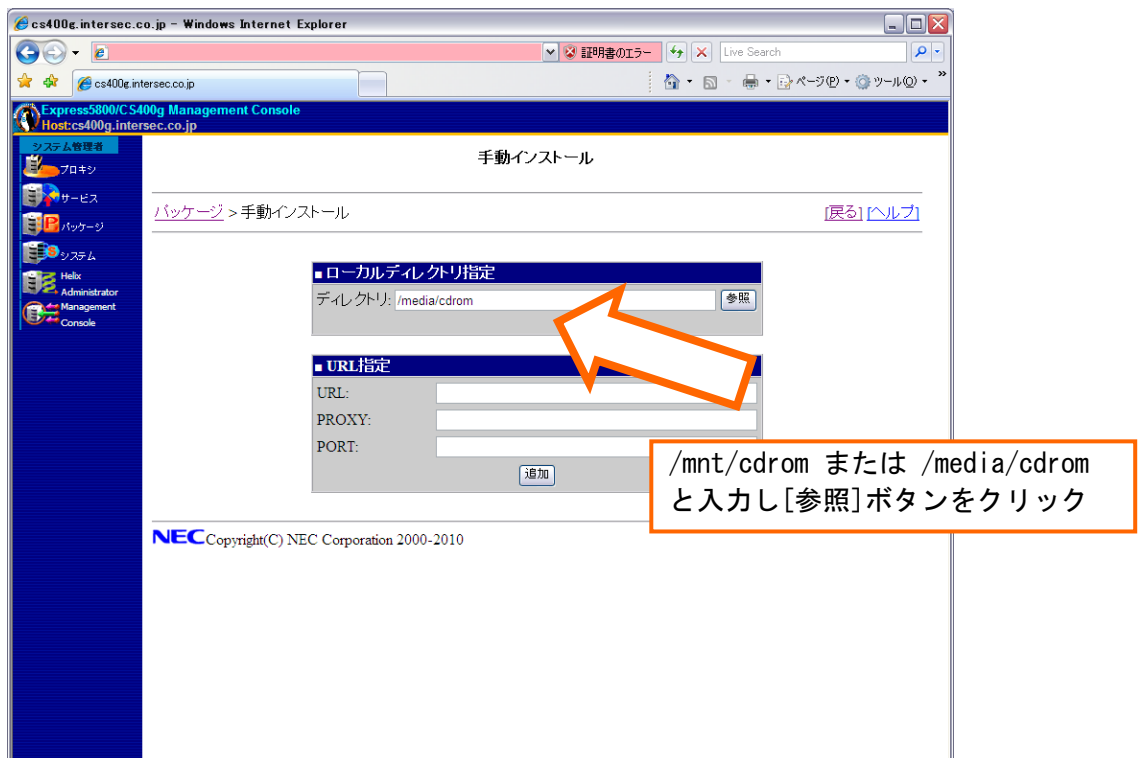 cs400g.intersec.co.jp - Windows Internet Explorer
証明書のエラー
Live Search
cs400g.intersec.co.jp
ページ(P)
ツール(O)
Express5800/CS400g Management Console
Host:cs400g.intersec.co.jp
システム管理者
プロキシ
サービス
パッケージ
システム
Helix
Administrator
Management
Console
手動インストール
パッケージ > 手動インストール
[戻る] [ヘルプ]
■ローカルディレクトリ指定
ディレクトリ: /media/cdrom 参照
■URL指定
URL:
PROXY:
PORT:
追加
/mnt/cdrom または /media/cdrom
と入力し[参照]ボタンをクリック
NEC Copyright(C) NEC Corporation 2000-2010